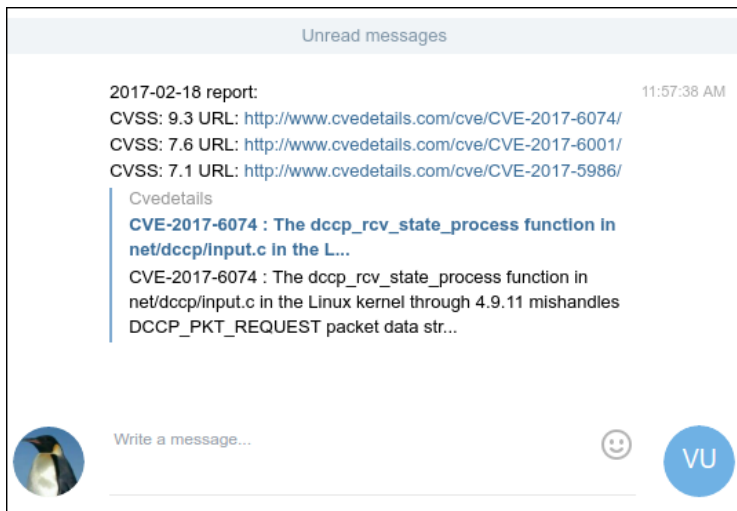 Unread messages
2017-02-18 report:
11:57:38 AM
CVSS: 9.3 URL: http://www.cvedetails.com/cve/CVE-2017-6074/
CVSS: 7.6 URL: http://www.cvedetails.com/cve/CVE-2017-6001/
CVSS: 7.1 URL: http://www.cvedetails.com/cve/CVE-2017-5986/
Cvedetails
CVE-2017-6074 : The dccp_rcv_state_process function in
net/dccp/input.c in the L...
CVE-2017-6074 : The dccp_rcv_state_process function in
net/dccp/input.c in the Linux kernel through 4.9.11 mishandles
DCCP_PKT_REQUEST packet data str...
Write a message...
VU